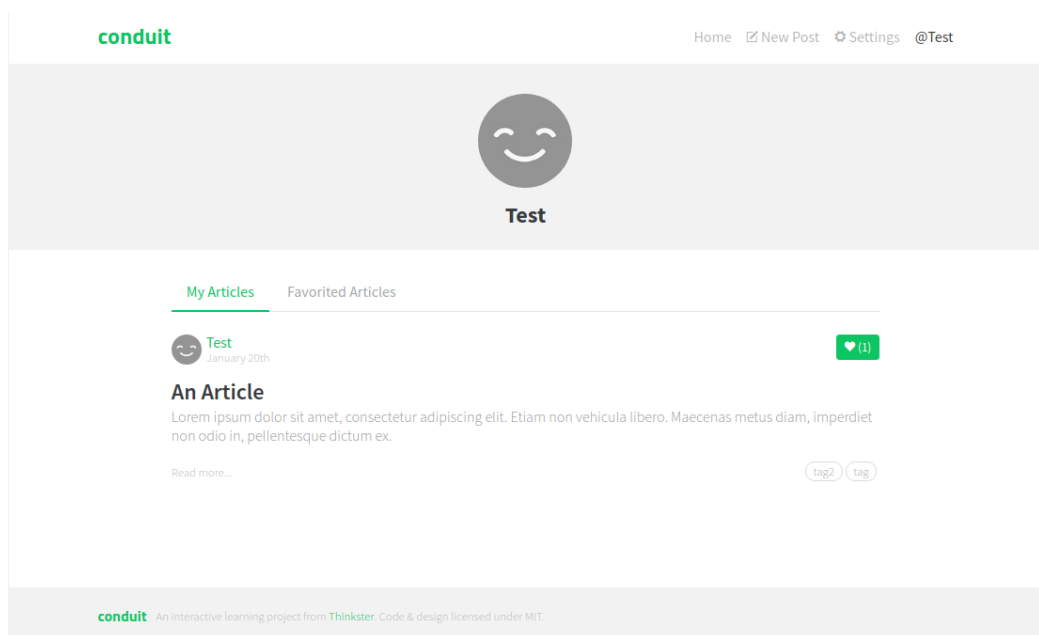 conduit
Home New Post Settings @Test
Test
My Articles Favorited Articles
Test
January 20th
(1)
An Article
Lorem ipsum dolor sit amet, consectetur adipiscing elit. Etiam non vehicula libero. Maecenas metus diam, imperdiet
non odio in, pellentesque dictum ex.
Read more...
tag2 tag
conduit An interactive learning project from Thinkster. Code & design licensed under MIT.